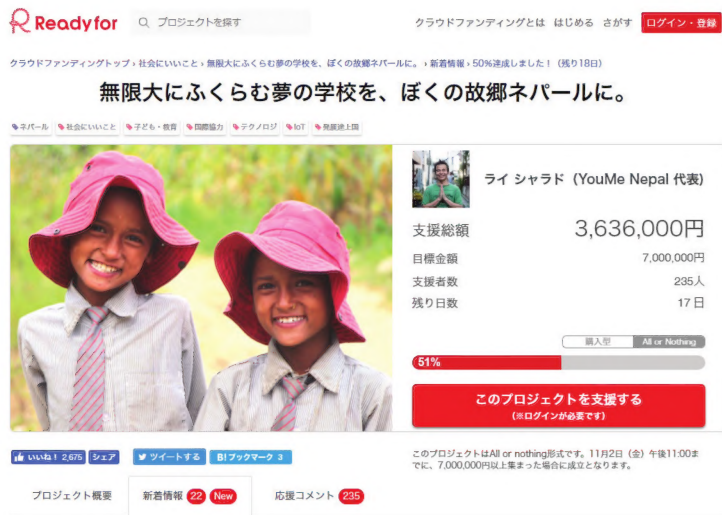 Readyfor
プロジェクトを探す
クラウドファンディングとは はじめる さがす ログイン・登録
クラウドファンディングトップ › 社会にいいこと › 無限大にふくらむ夢の学校を、ぼくの故郷ネパールに。 › 新着情報 › 50%達成しました！（残り18日）
無限大にふくらむ夢の学校を、ぼくの故郷ネパールに。
ネパール 社会にいいこと 子ども・教育 国際協力 テクノロジ IoT 発展途上国
ライ シャラド（YouMe Nepal 代表）
支援総額 3,636,000円
目標金額 7,000,000円
支援者数 235人
残り日数 17日
購入型 All or Nothing
51%
このプロジェクトを支援する
（※ログインが必要です）
いいね！ 2,675 シェア ツイートする B!ブックマーク 3
このプロジェクトはAll or nothing形式です。11月2日（金）午後11:00ま
でに、7,000,000円以上集まった場合に成立となります。
プロジェクト概要 新着情報 22 New 応援コメント 235